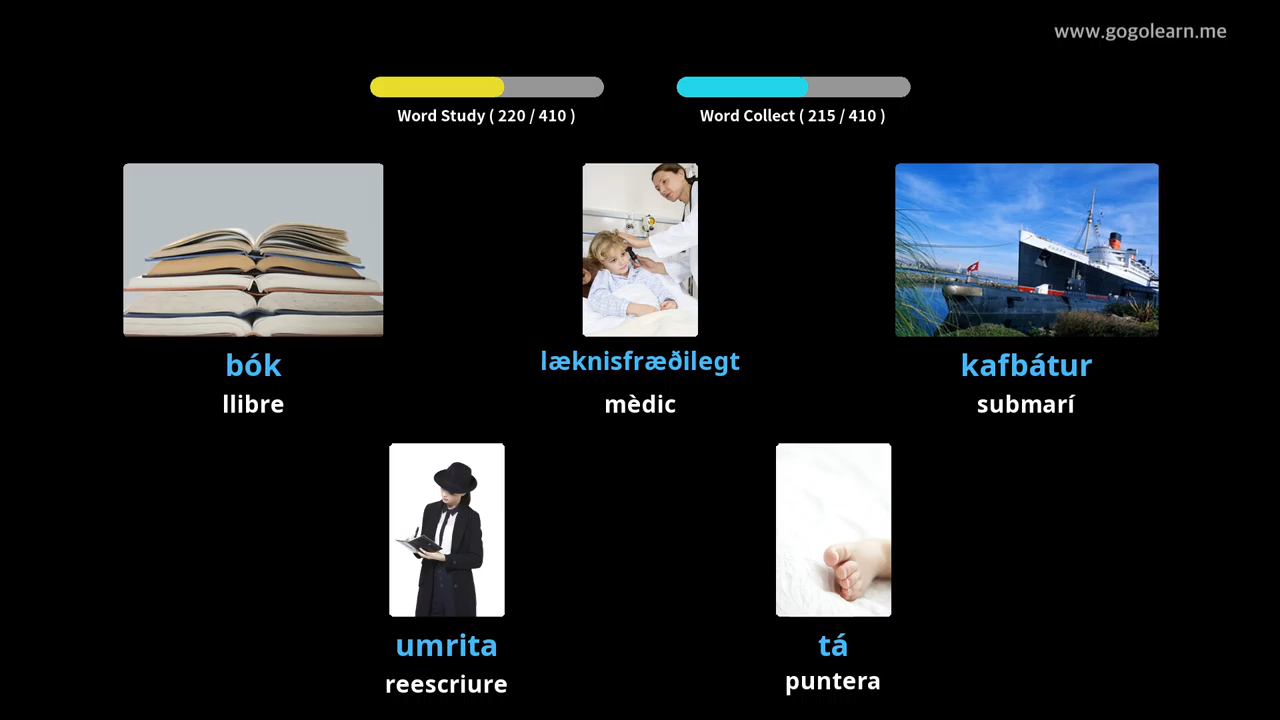 www.gogolearn.me
Word Study ( 220 / 410 )
Word Collect ( 215 / 410 )
bók
llibre
læknisfræðilegt
mèdic
kafbátur
submarí
umrita
reescriure
tá
puntera